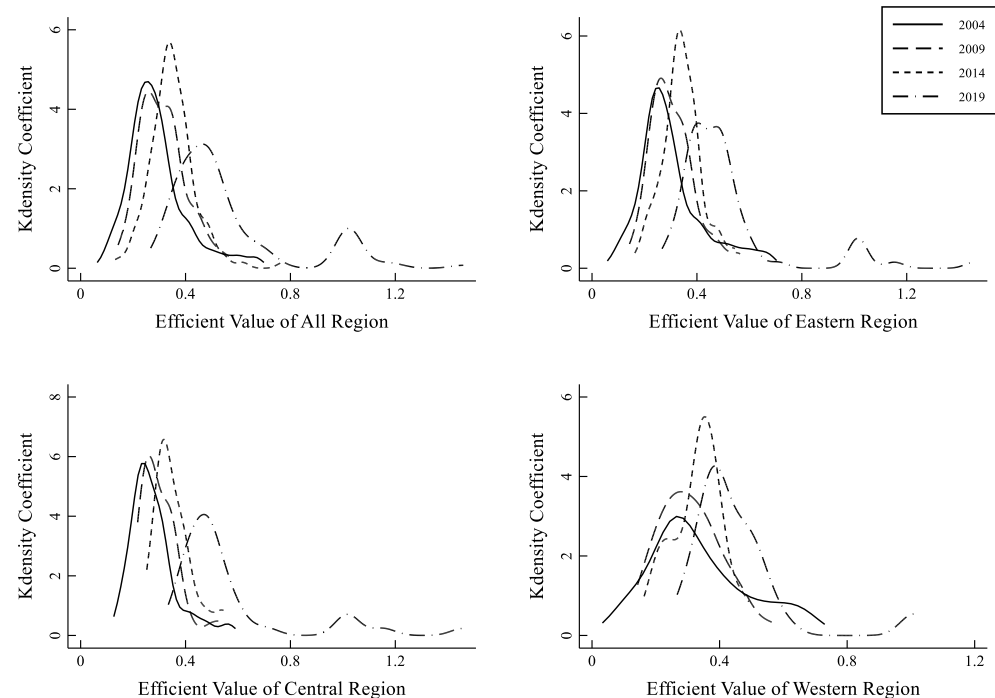 Kdensity Coefficient
6
4
2
0
0 0.4 0.8 1.2
Efficient Value of All Region
Kdensity Coefficient
6
4
2
0
0 0.4 0.8 1.2
Efficient Value of Eastern Region
2004
2009
2014
2019
Kdensity Coefficient
8
6
4
2
0
0 0.4 0.8 1.2
Efficient Value of Central Region
Kdensity Coefficient
6
4
2
0
0 0.4 0.8 1.2
Efficient Value of Western Region